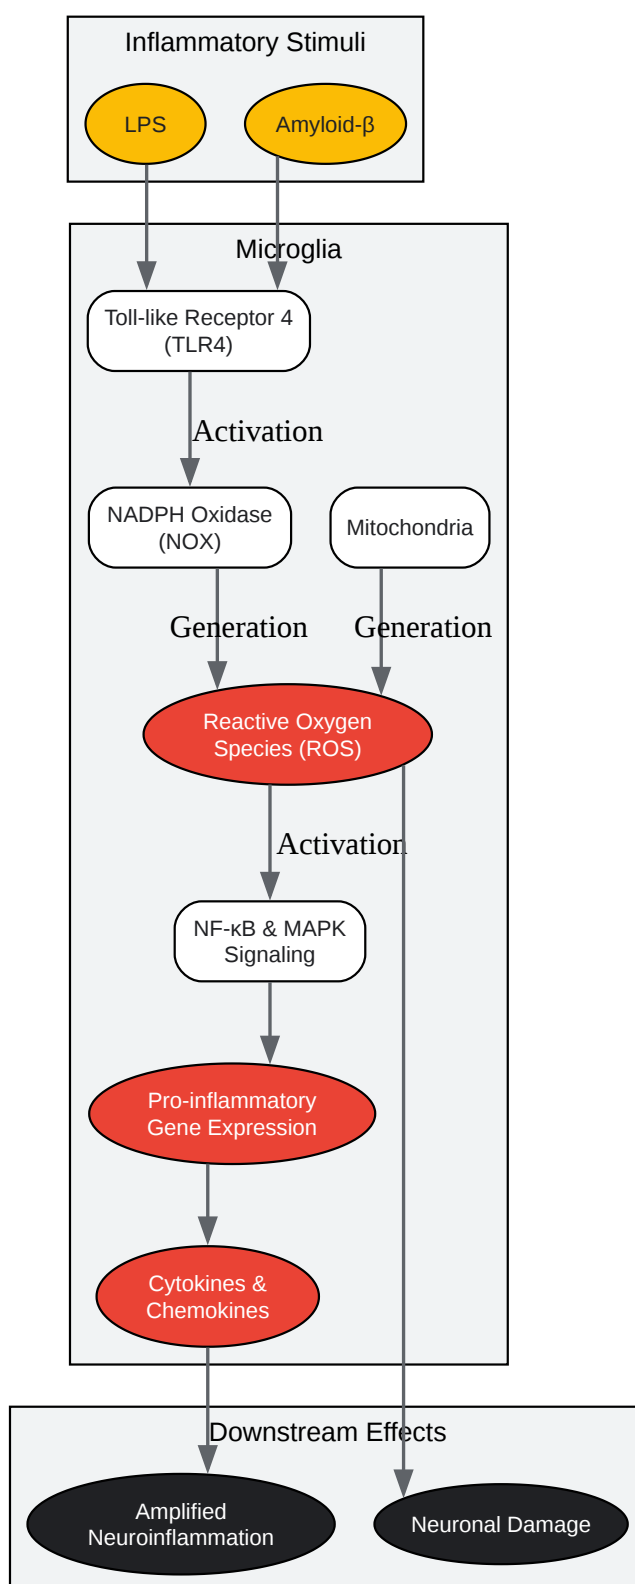 Inflammatory Stimuli
LPS
Amyloid-β
Microglia
Toll-like Receptor 4
(TLR4)
Activation
NADPH Oxidase
(NOX)
Mitochondria
Generation
Generation
Reactive Oxygen
Species (ROS)
Activation
NF-κB & MAPK
Signaling
Pro-inflammatory
Gene Expression
Cytokines &
Chemokines
Downstream Effects
Amplified
Neuroinflammation
Neuronal Damage